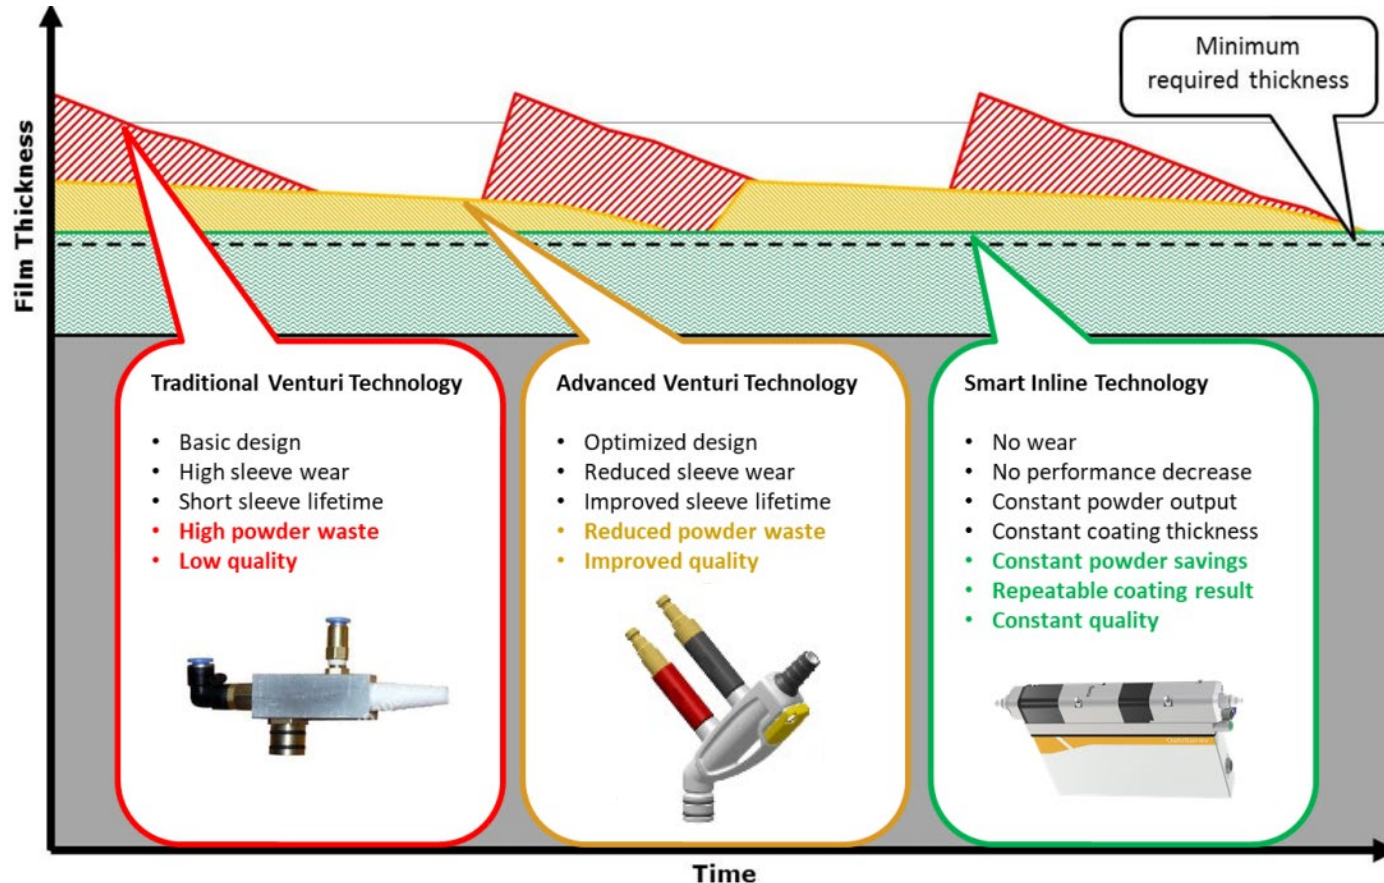 Minimum
required thickness
Film Thickness
Traditional Venturi Technology
• Basic design
• High sleeve wear
• Short sleeve lifetime
• High powder waste
• Low quality
Advanced Venturi Technology
• Optimized design
• Reduced sleeve wear
• Improved sleeve lifetime
• Reduced powder waste
• Improved quality
Smart Inline Technology
• No wear
• No performance decrease
• Constant powder output
• Constant coating thickness
• Constant powder savings
• Repeatable coating result
• Constant quality
OptiSpray
Time